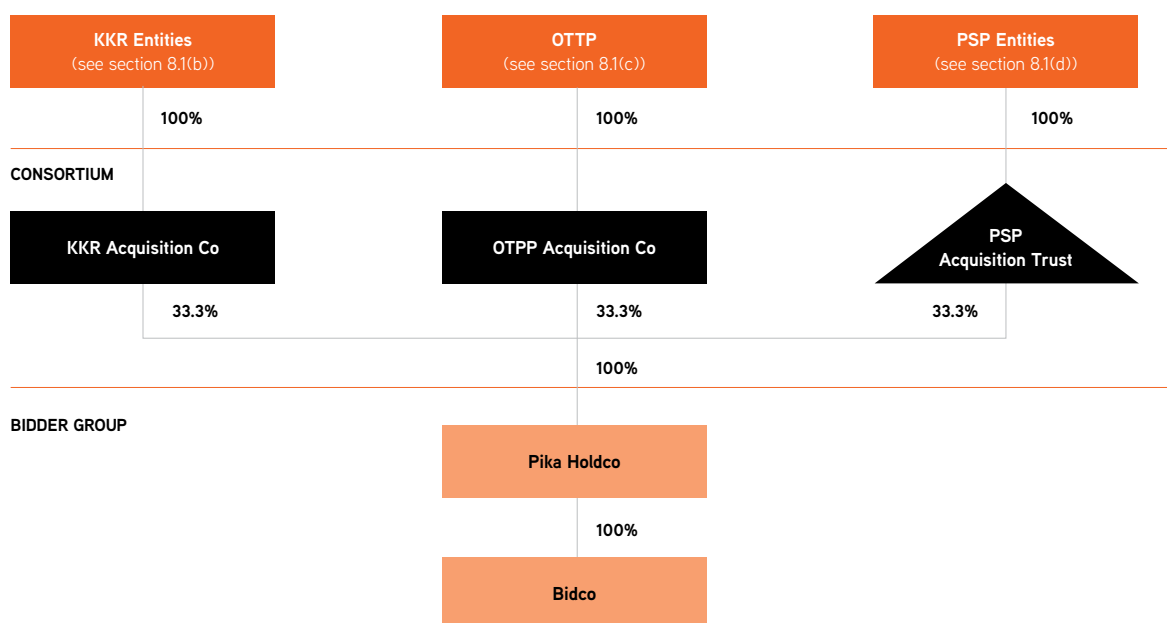 KKR Entities
(see section 8.1(b))
OTTP
(see section 8.1(c))
PSP Entities
(see section 8.1(d))
100%
100%
100%
CONSORTIUM
KKR Acquisition Co
OTPP Acquisition Co
PSP
Acquisition Trust
33.3%
33.3%
33.3%
100%
BIDDER GROUP
Pika Holdco
100%
Bidco